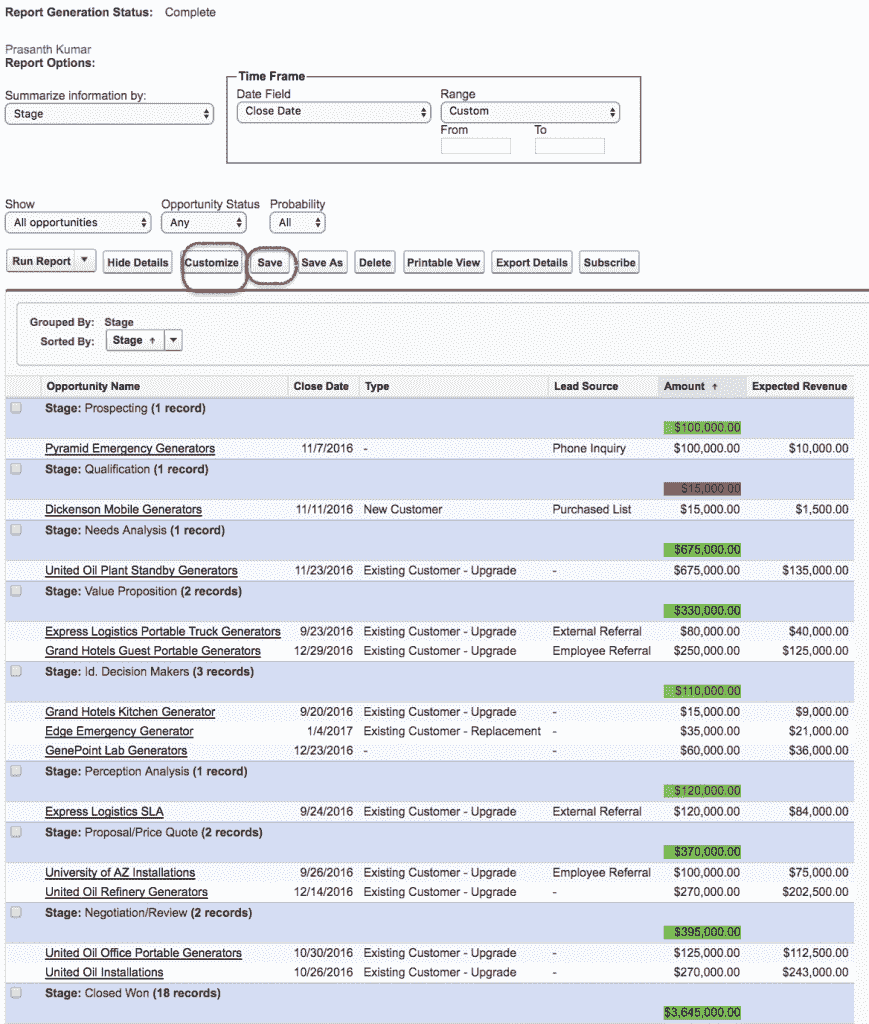 Report Generation Status: Complete
Prasanth Kumar
Report Options:
Time Frame
Summarize information by: Date Field Range
Stage Close Date Custom
From To
Show Opportunity Status Probability
All opportunities Any All
Run Report Hide Details Customize Save Save As Delete Printable View Export Details Subscribe
Grouped By: Stage
Sorted By: Stage ↑
Opportunity Name Close Date Type Lead Source Amount ↑ Expected Revenue
Stage: Prospecting (1 record)
$100,000.00
Pyramid Emergency Generators 11/7/2016 - Phone Inquiry $100,000.00 $10,000.00
Stage: Qualification (1 record)
$15,000.00
Dickenson Mobile Generators 11/11/2016 New Customer Purchased List $15,000.00 $1,500.00
Stage: Needs Analysis (1 record)
$675,000.00
United Oil Plant Standby Generators 11/23/2016 Existing Customer - Upgrade - $675,000.00 $135,000.00
Stage: Value Proposition (2 records)
$330,000.00
Express Logistics Portable Truck Generators 9/23/2016 Existing Customer - Upgrade External Referral $80,000.00 $40,000.00
Grand Hotels Guest Portable Generators 12/29/2016 Existing Customer - Upgrade Employee Referral $250,000.00 $125,000.00
Stage: Id. Decision Makers (3 records)
$110,000.00
Grand Hotels Kitchen Generator 9/20/2016 Existing Customer - Upgrade - $15,000.00 $9,000.00
Edge Emergency Generator 1/4/2017 Existing Customer - Replacement - $35,000.00 $21,000.00
GenePoint Lab Generators 12/23/2016 - - $60,000.00 $36,000.00
Stage: Perception Analysis (1 record)
$120,000.00
Express Logistics SLA 9/24/2016 Existing Customer - Upgrade External Referral $120,000.00 $84,000.00
Stage: Proposal/Price Quote (2 records)
$370,000.00
University of AZ Installations 9/26/2016 Existing Customer - Upgrade Employee Referral $100,000.00 $75,000.00
United Oil Refinery Generators 12/14/2016 Existing Customer - Upgrade - $270,000.00 $202,500.00
Stage: Negotiation/Review (2 records)
$395,000.00
United Oil Office Portable Generators 10/30/2016 Existing Customer - Upgrade - $125,000.00 $112,500.00
United Oil Installations 10/26/2016 Existing Customer - Upgrade - $270,000.00 $243,000.00
Stage: Closed Won (18 records)
$3,645,000.00